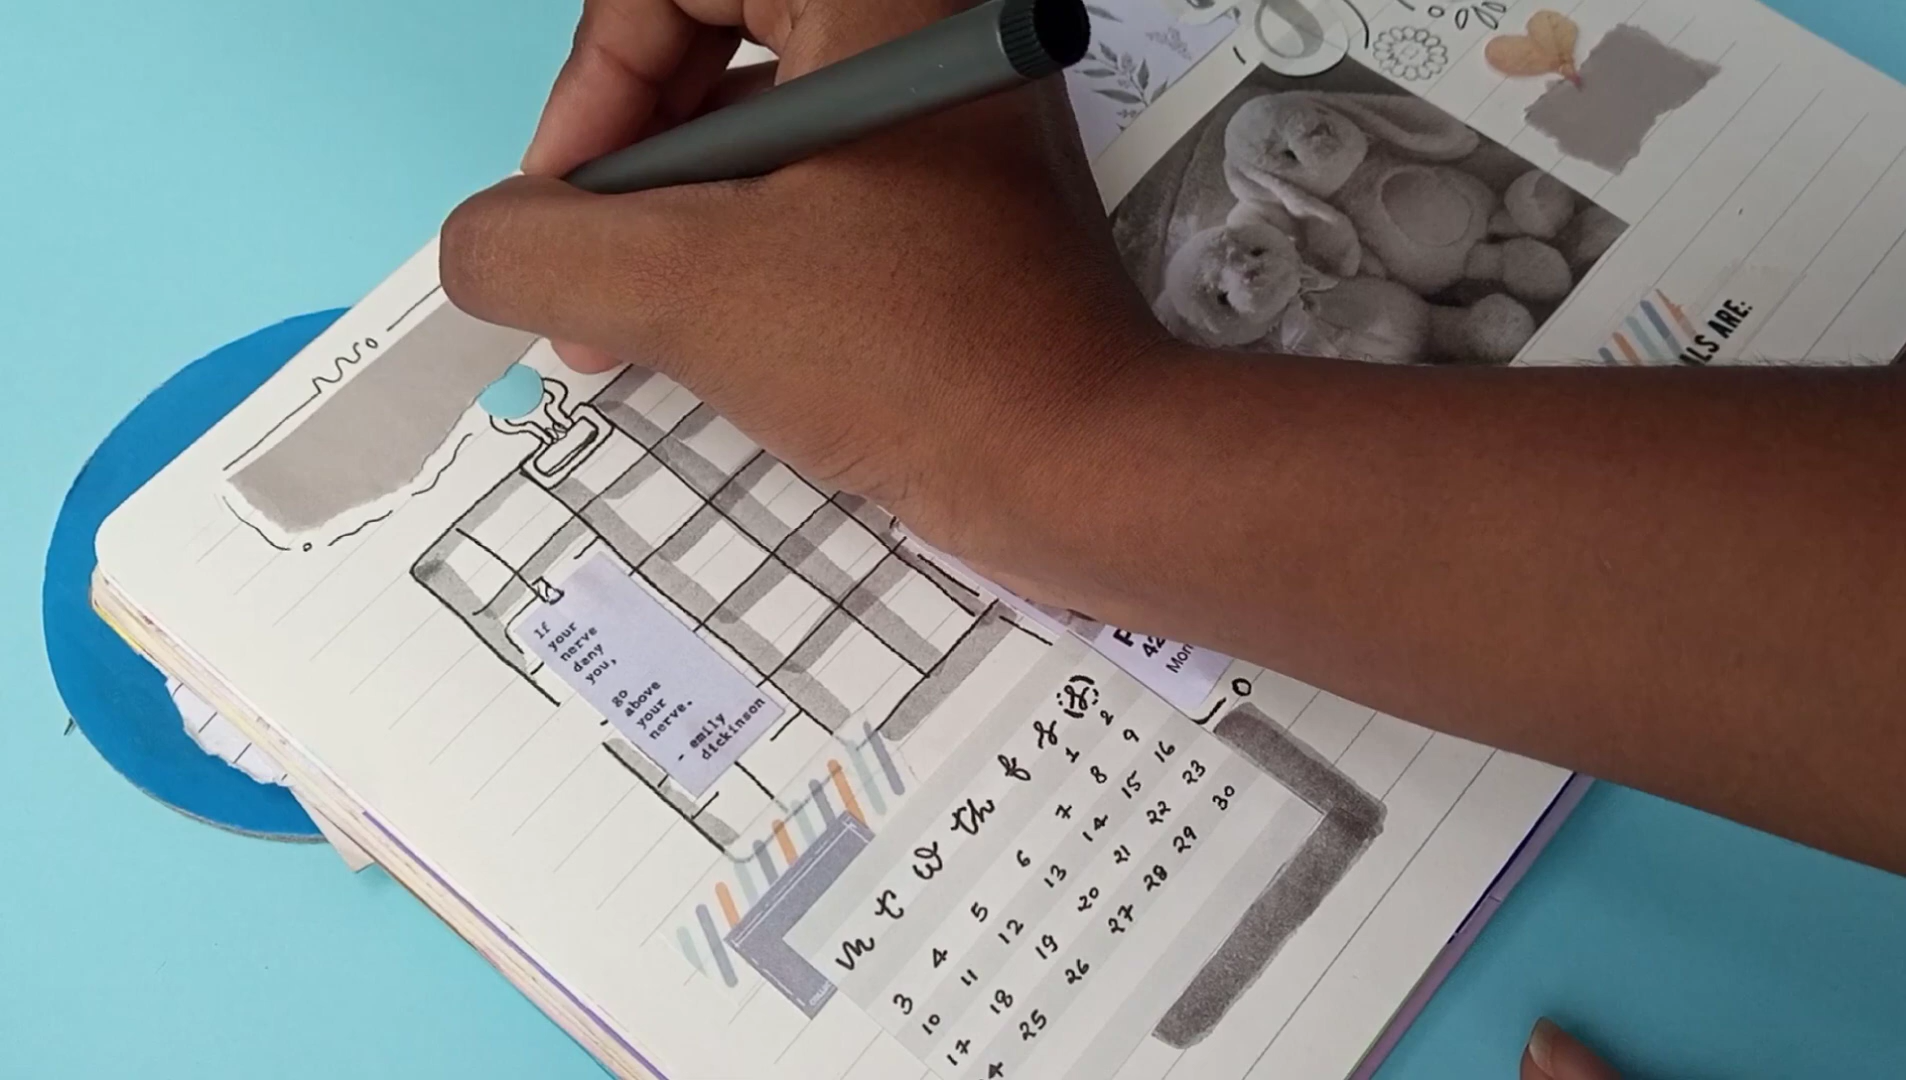 If
your
nerve
deny
you,
go
above
your
nerve.
- emily
dickinson
ARE:
42
Mon
m t w th f s (s)
1 2
3 4 5 6 7 8 9
10 11 12 13 14 15 16
17 18 19 20 21 22 23
25 26 27 28 29 30